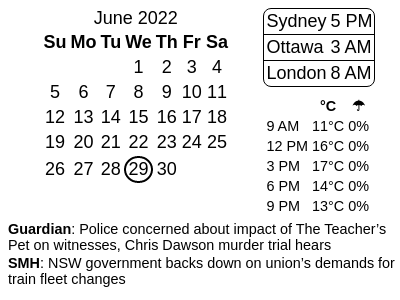 June 2022
Su Mo Tu We Th Fr Sa
1 2 3 4
5 6 7 8 9 10 11
12 13 14 15 16 17 18
19 20 21 22 23 24 25
26 27 28 29 30
Sydney 5 PM
Ottawa 3 AM
London 8 AM
°C ☂
9 AM 11°C 0%
12 PM 16°C 0%
3 PM 17°C 0%
6 PM 14°C 0%
9 PM 13°C 0%
Guardian: Police concerned about impact of The Teacher’s
Pet on witnesses, Chris Dawson murder trial hears
SMH: NSW government backs down on union’s demands for
train fleet changes